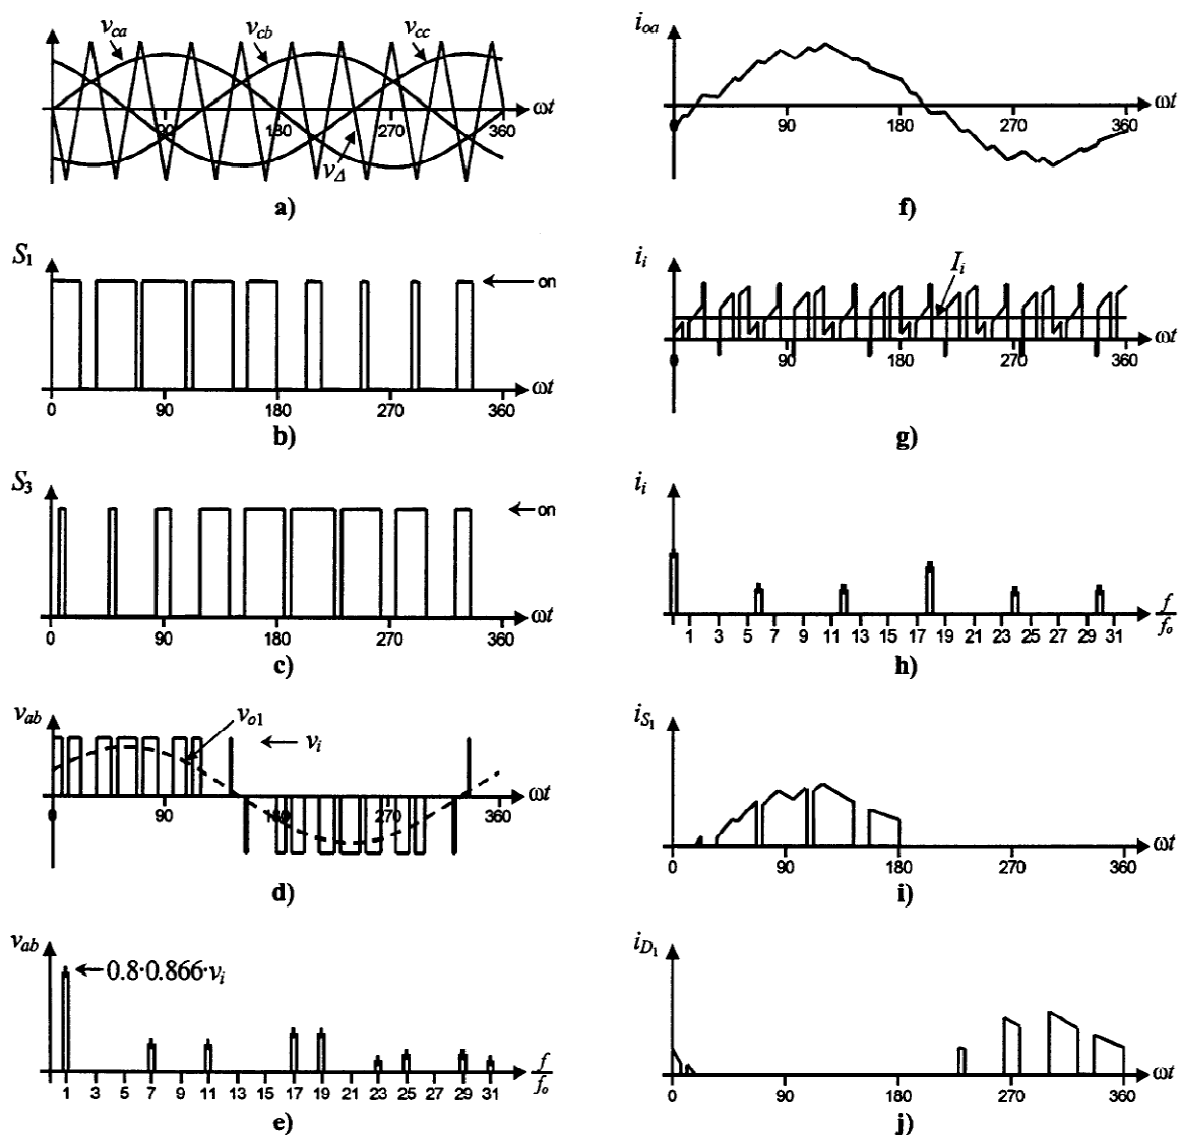 v_ca v_cb v_cc
ωt
90 180 270 360
v_Δ
a)
S_1
on
ωt
0 90 180 270 360
b)
S_3
on
ωt
0 90 180 270 360
c)
v_ab v_o1
v_i
ωt
0 90 180 270 360
d)
v_ab
0.8·0.866·v_i
f/f_o
1 3 5 7 9 11 13 15 17 19 21 23 25 27 29 31
e)
i_oa
ωt
0 90 180 270 360
f)
i_i I_i
ωt
0 90 180 270 360
g)
i_i
f/f_o
1 3 5 7 9 11 13 15 17 19 21 23 25 27 29 31
h)
i_S1
ωt
0 90 180 270 360
i)
i_D1
ωt
0 90 180 270 360
j)